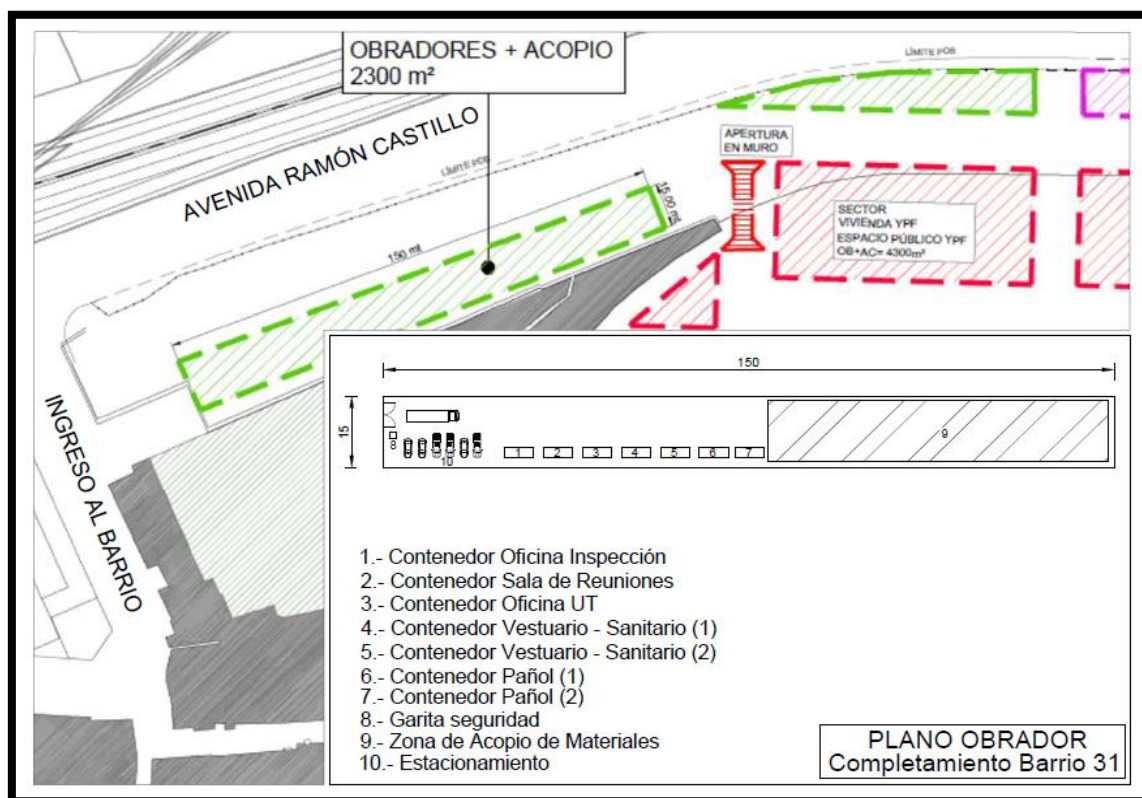 OBRADORES + ACOPIO
2300 m²
LÍMITE PDB
AVENIDA RAMÓN CASTILLO
LÍMITE PDB
APERTURA
EN MURO
150 mt
15.00 mt
SECTOR
VIVIENDA YPF
ESPACIO PÚBLICO YPF
OB+AC= 4300m²
INGRESO AL BARRIO
150
15
8
10
1
2
3
4
5
6
7
9
1.- Contenedor Oficina Inspección
2.- Contenedor Sala de Reuniones
3.- Contenedor Oficina UT
4.- Contenedor Vestuario - Sanitario (1)
5.- Contenedor Vestuario - Sanitario (2)
6.- Contenedor Pañol (1)
7.- Contenedor Pañol (2)
8.- Garita seguridad
9.- Zona de Acopio de Materiales
10.- Estacionamiento
PLANO OBRADOR
Completamiento Barrio 31